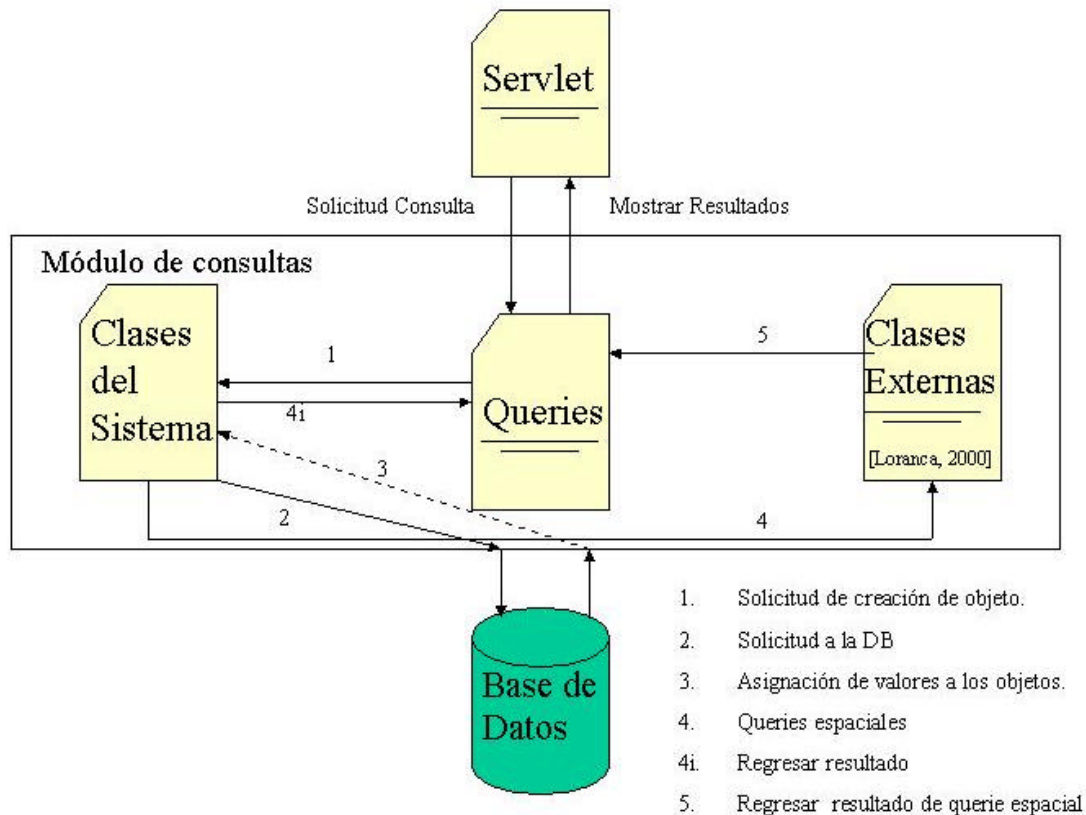 Servlet
Solicitud Consulta
Mostrar Resultados
Módulo de consultas
Clases
del
Sistema
1
4i
Queries
5
Clases
Externas
[Loranca, 2000]
3
2
4
Base de
Datos
1. Solicitud de creación de objeto.
2. Solicitud a la DB
3. Asignación de valores a los objetos.
4. Queries espaciales
4i. Regresar resultado
5. Regresar resultado de querie espacial